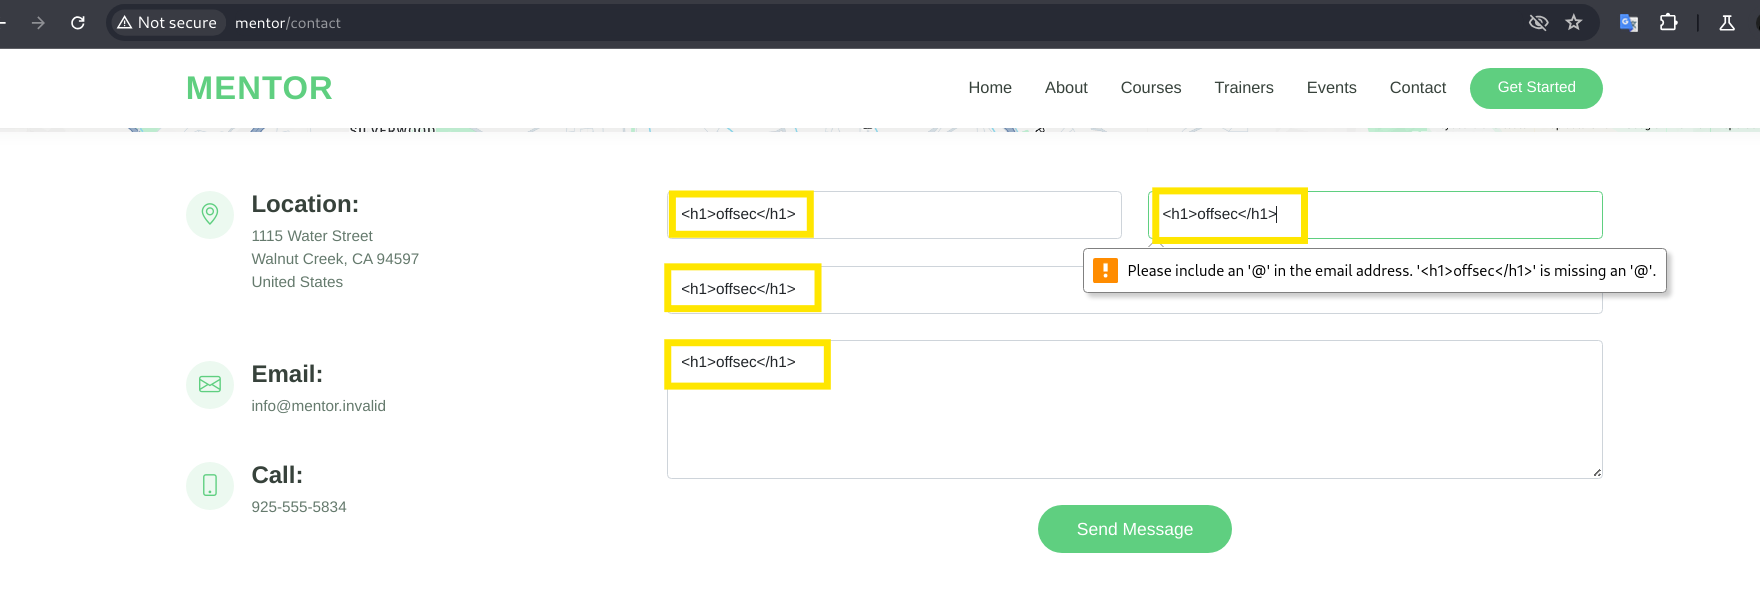 Not secure mentor/contact
MENTOR
Home About Courses Trainers Events Contact Get Started
SILVERWOOD
Location:
1115 Water Street
Walnut Creek, CA 94597
United States
Email:
info@mentor.invalid
Call:
925-555-5834
<h1>offsec</h1>
<h1>offsec</h1>
Please include an '@' in the email address. '<h1>offsec</h1>' is missing an '@'.
<h1>offsec</h1>
<h1>offsec</h1>
Send Message